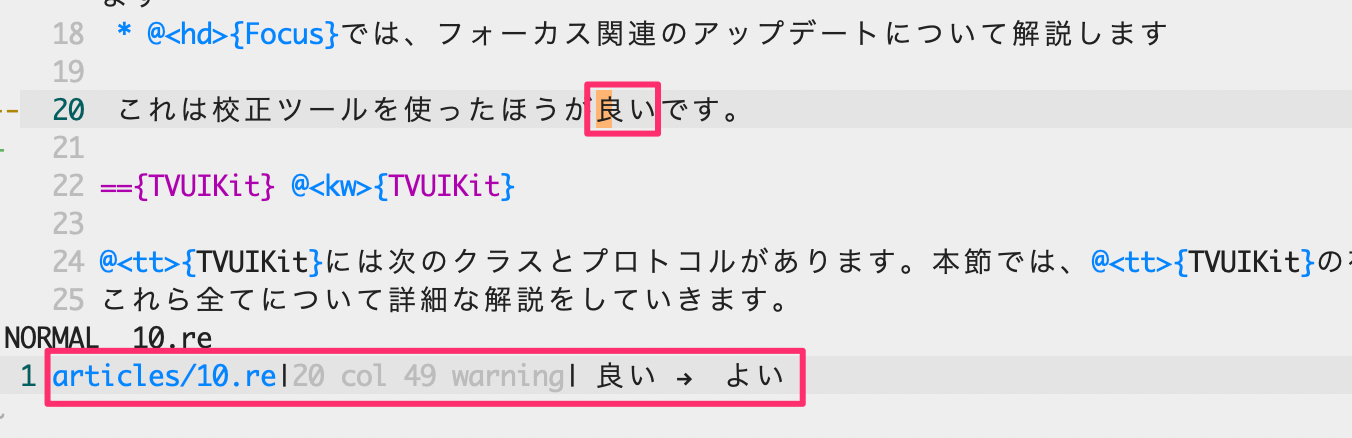 ます
18 * @<hd>{Focus}では、フォーカス関連のアップデートについて解説します
19
20 これは校正ツールを使ったほうが良いです。
21
22 =={TVUIKit} @<kw>{TVUIKit}
23
24 @<tt>{TVUIKit}には次のクラスとプロトコルがあります。本節では、@<tt>{TVUIKit}の
25 これら全てについて詳細な解説をしていきます。
NORMAL 10.re
1 articles/10.re|20 col 49 warning| 良い → よい